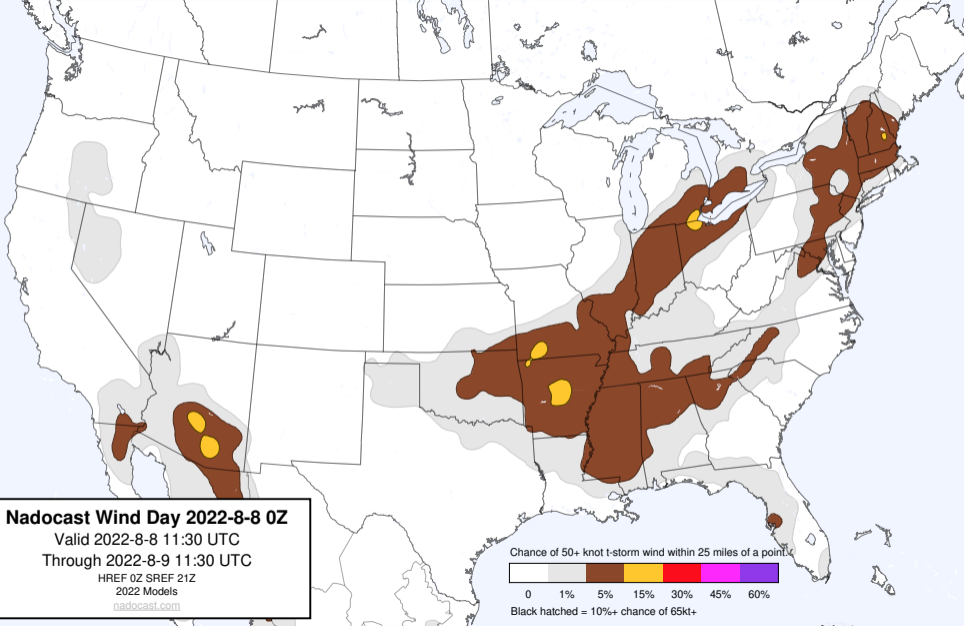 Nadocast Wind Day 2022-8-8 0Z
Valid 2022-8-8 11:30 UTC
Through 2022-8-9 11:30 UTC
HREF 0Z SREF 21Z
2022 Models
nadocast.com
Chance of 50+ knot t-storm wind within 25 miles of a point.
0 1% 5% 15% 30% 45% 60%
Black hatched = 10%+ chance of 65kt+